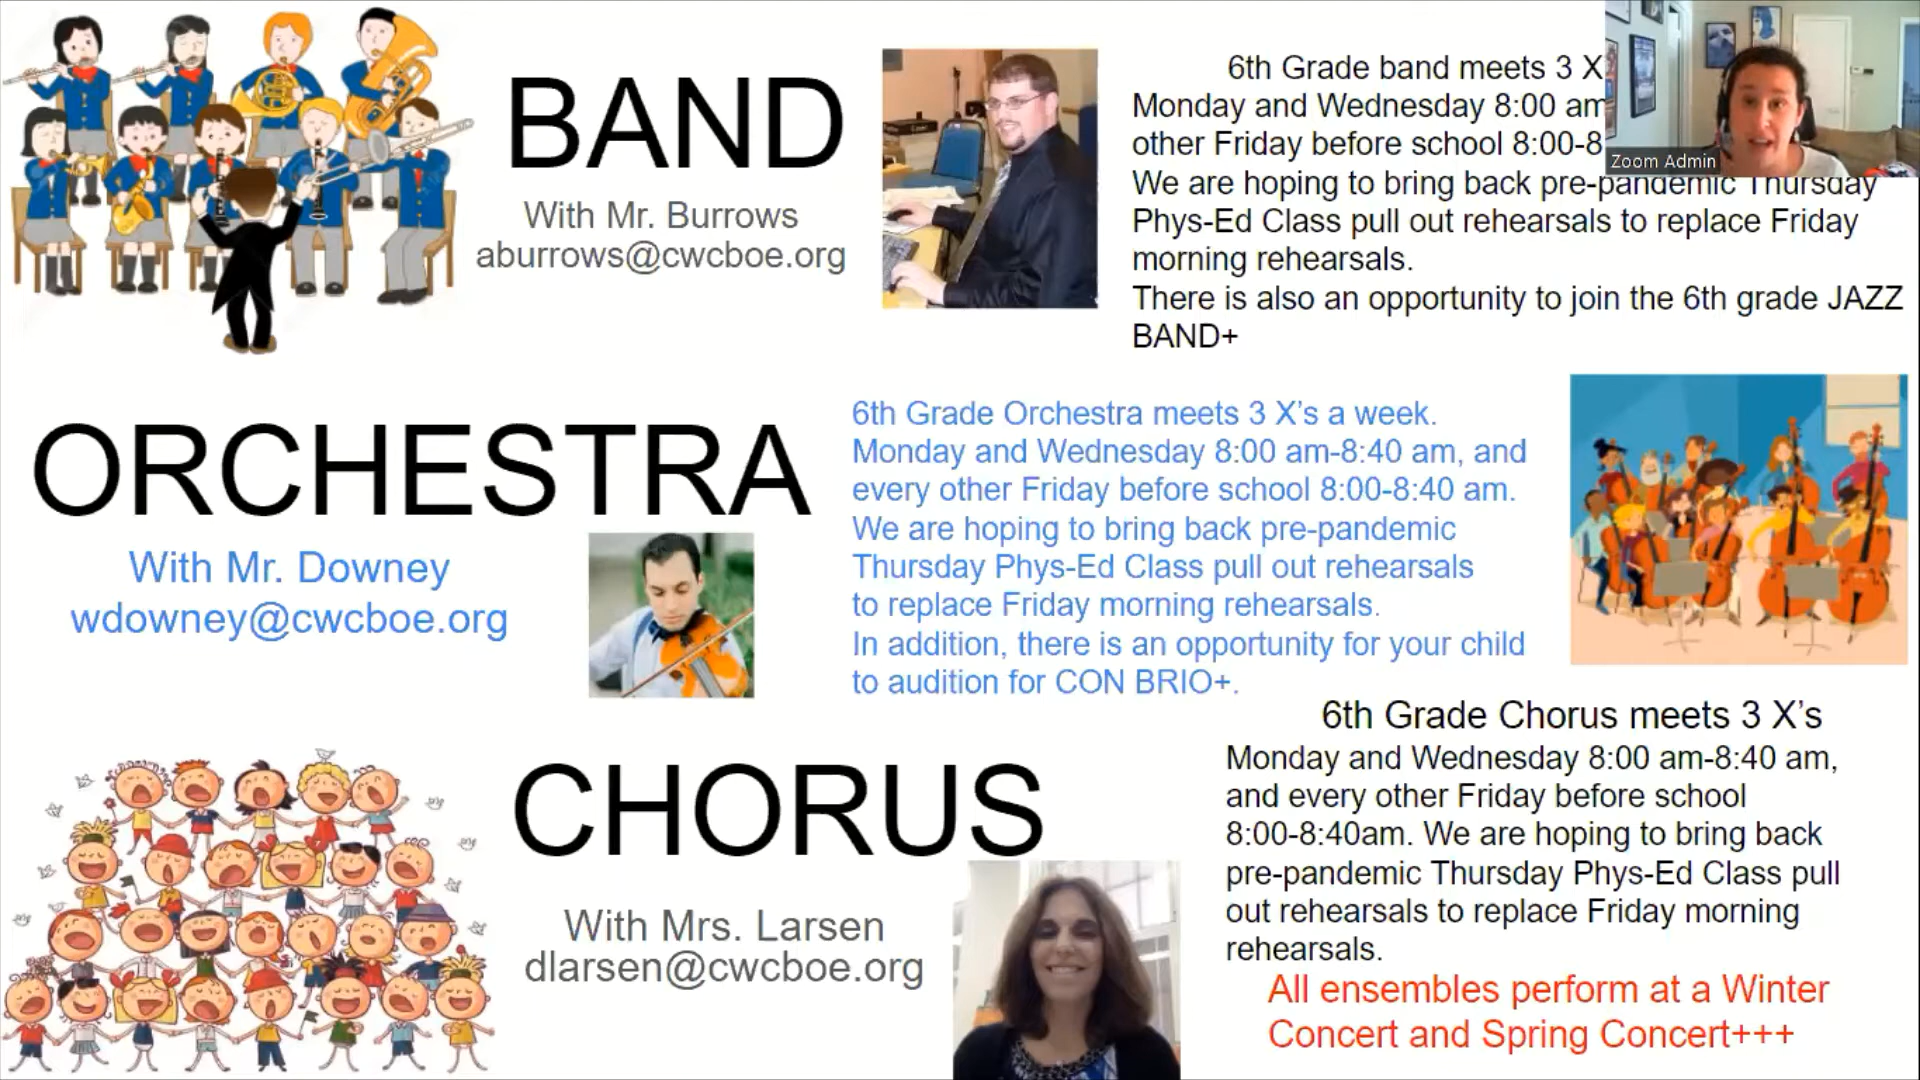 BAND
With Mr. Burrows
aburrows@cwcboe.org
6th Grade band meets 3 X
Monday and Wednesday 8:00 am
other Friday before school 8:00-8
We are hoping to bring back pre-pandemic Thursday
Phys-Ed Class pull out rehearsals to replace Friday
morning rehearsals.
There is also an opportunity to join the 6th grade JAZZ
BAND+
Zoom Admin
ORCHESTRA
With Mr. Downey
wdowney@cwcboe.org
6th Grade Orchestra meets 3 X’s a week.
Monday and Wednesday 8:00 am-8:40 am, and
every other Friday before school 8:00-8:40 am.
We are hoping to bring back pre-pandemic
Thursday Phys-Ed Class pull out rehearsals
to replace Friday morning rehearsals.
In addition, there is an opportunity for your child
to audition for CON BRIO+.
CHORUS
With Mrs. Larsen
dlarsen@cwcboe.org
6th Grade Chorus meets 3 X’s
Monday and Wednesday 8:00 am-8:40 am,
and every other Friday before school
8:00-8:40am. We are hoping to bring back
pre-pandemic Thursday Phys-Ed Class pull
out rehearsals to replace Friday morning
rehearsals.
All ensembles perform at a Winter
Concert and Spring Concert+++